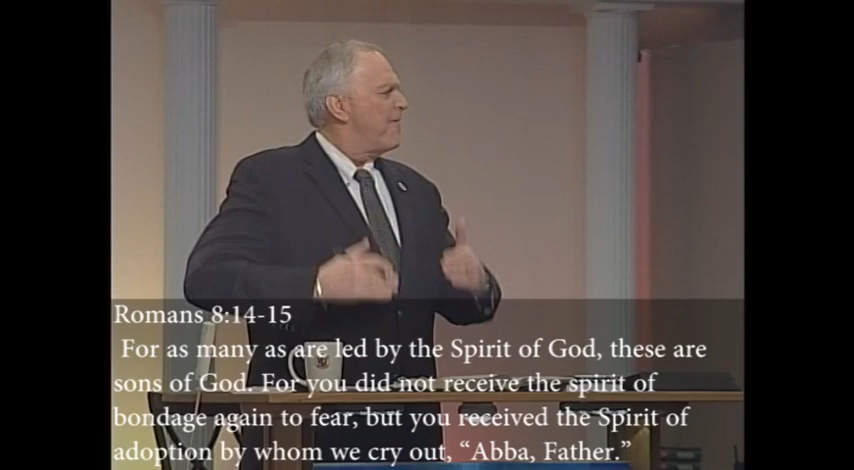 Romans 8:14-15
For as many as are led by the Spirit of God, these are
sons of God. For you did not receive the spirit of
bondage again to fear, but you received the Spirit of
adoption by whom we cry out, “Abba, Father.”